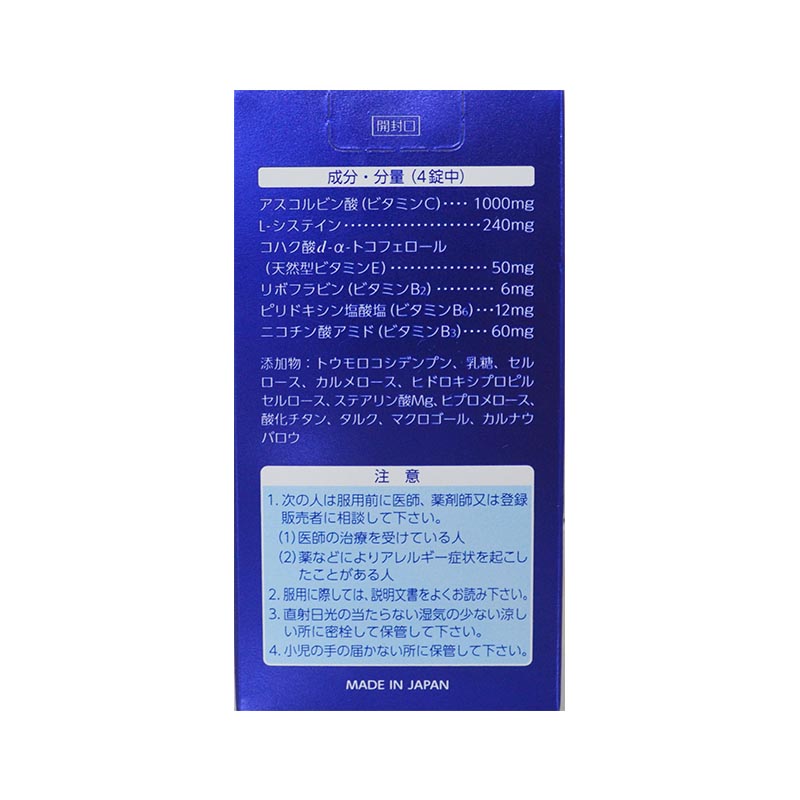 開封口
成分・分量（4錠中）
アスコルビン酸（ビタミンC）‥‥ 1000mg
L-システイン‥‥‥‥‥‥‥‥‥‥ 240mg
コハク酸d-α-トコフェロール
（天然型ビタミンE）‥‥‥‥‥‥‥ 50mg
リボフラビン（ビタミンB2）‥‥‥‥ 6mg
ピリドキシン塩酸塩（ビタミンB6）‥・12mg
ニコチン酸アミド（ビタミンB3）‥‥ 60mg
添加物：トウモロコシデンプン、乳糖、セル
ロース、カルメロース、ヒドロキシプロピル
セルロース、ステアリン酸Mg、ヒプロメロース、
酸化チタン、タルク、マクロゴール、カルナウ
バロウ
注 意
1. 次の人は服用前に医師、薬剤師又は登録
販売者に相談して下さい。
（1）医師の治療を受けている人
（2）薬などによりアレルギー症状を起こし
たことがある人
2. 服用に際しては、説明文書をよくお読み下さい。
3. 直射日光の当たらない湿気の少ない涼し
い所に密栓して保管して下さい。
4. 小児の手の届かない所に保管して下さい。
MADE IN JAPAN